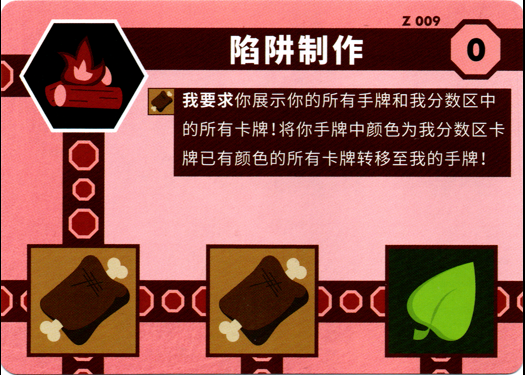 Z 009
陷阱制作
0
我要求你展示你的所有手牌和我分数区中
的所有卡牌!将你手牌中颜色为我分数区卡
牌已有颜色的所有卡牌转移至我的手牌!